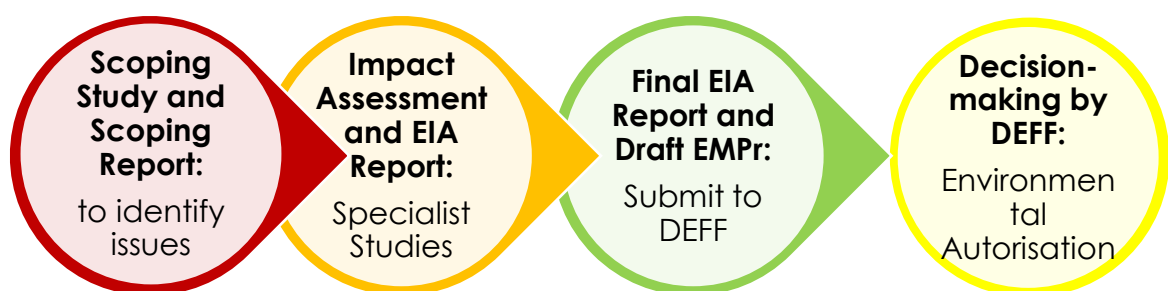 Scoping
Study and
Scoping
Report:
to identify
issues
Impact
Assessment
and EIA
Report:
Specialist
Studies
Final EIA
Report and
Draft EMPr:
Submit to
DEFF
Decision-
making by
DEFF:
Environmen
tal
Autorisation